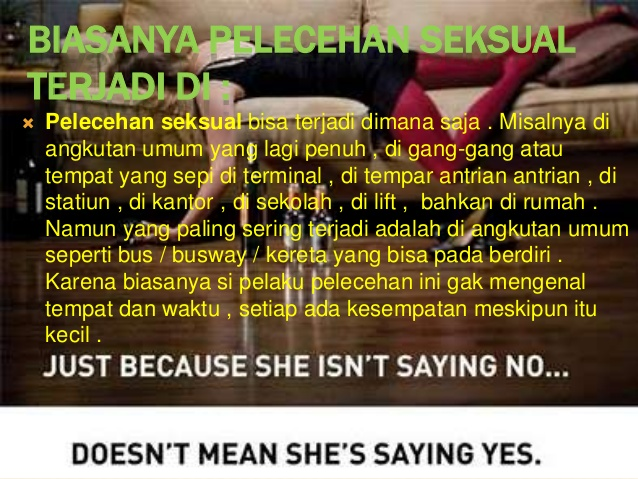 BIASANYA PELECEHAN SEKSUAL
TERJADI DI :
Pelecehan seksual bisa terjadi dimana saja . Misalnya di
angkutan umum yang lagi penuh , di gang-gang atau
tempat yang sepi di terminal , di tempar antrian antrian , di
statiun , di kantor , di sekolah , di lift , bahkan di rumah .
Namun yang paling sering terjadi adalah di angkutan umum
seperti bus / busway / kereta yang bisa pada berdiri .
Karena biasanya si pelaku pelecehan ini gak mengenal
tempat dan waktu , setiap ada kesempatan meskipun itu
kecil .
JUST BECAUSE SHE ISN'T SAYING NO...
DOESN'T MEAN SHE'S SAYING YES.